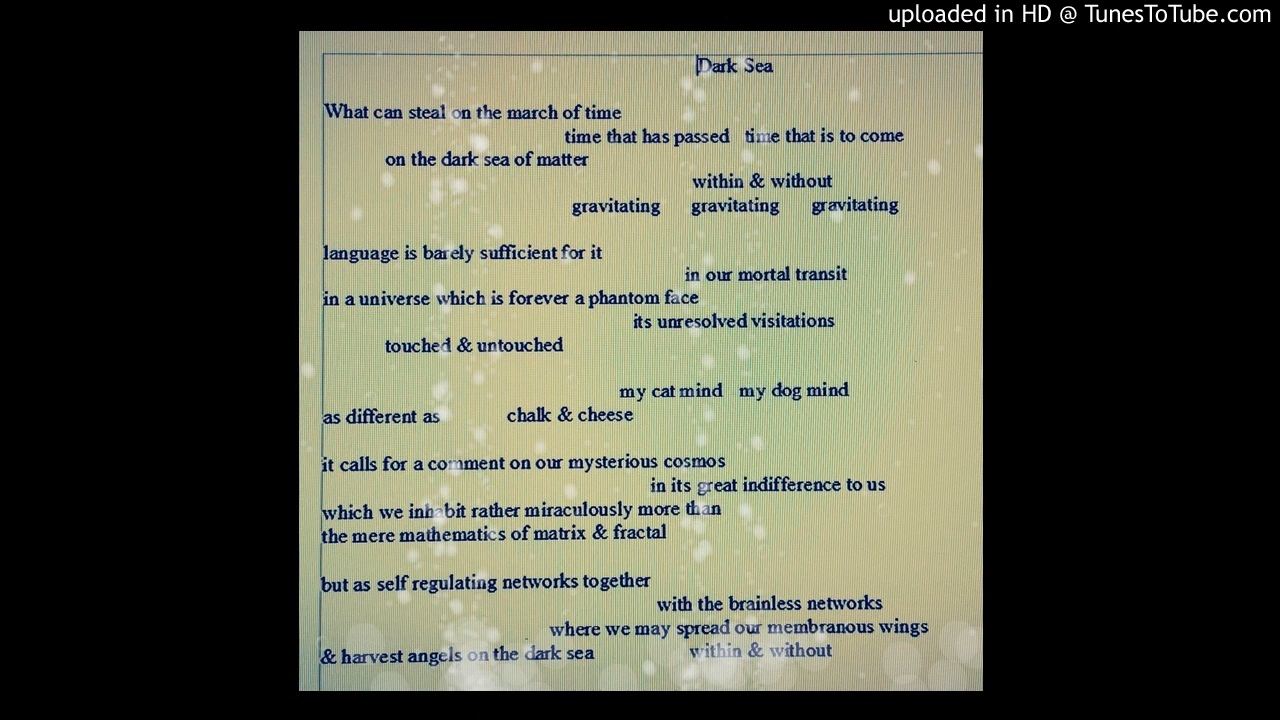 uploaded in HD @ TunesToTube.com
Dark Sea
What can steal on the march of time
time that has passed time that is to come
on the dark sea of matter
within & without
gravitating gravitating gravitating
language is barely sufficient for it
in our mortal transit
in a universe which is forever a phantom face
its unresolved visitations
touched & untouched
my cat mind my dog mind
as different as chalk & cheese
it calls for a comment on our mysterious cosmos
in its great indifference to us
which we inhabit rather miraculously more than
the mere mathematics of matrix & fractal
but as self regulating networks together
with the brainless networks
where we may spread our membranous wings
& harvest angels on the dark sea within & without